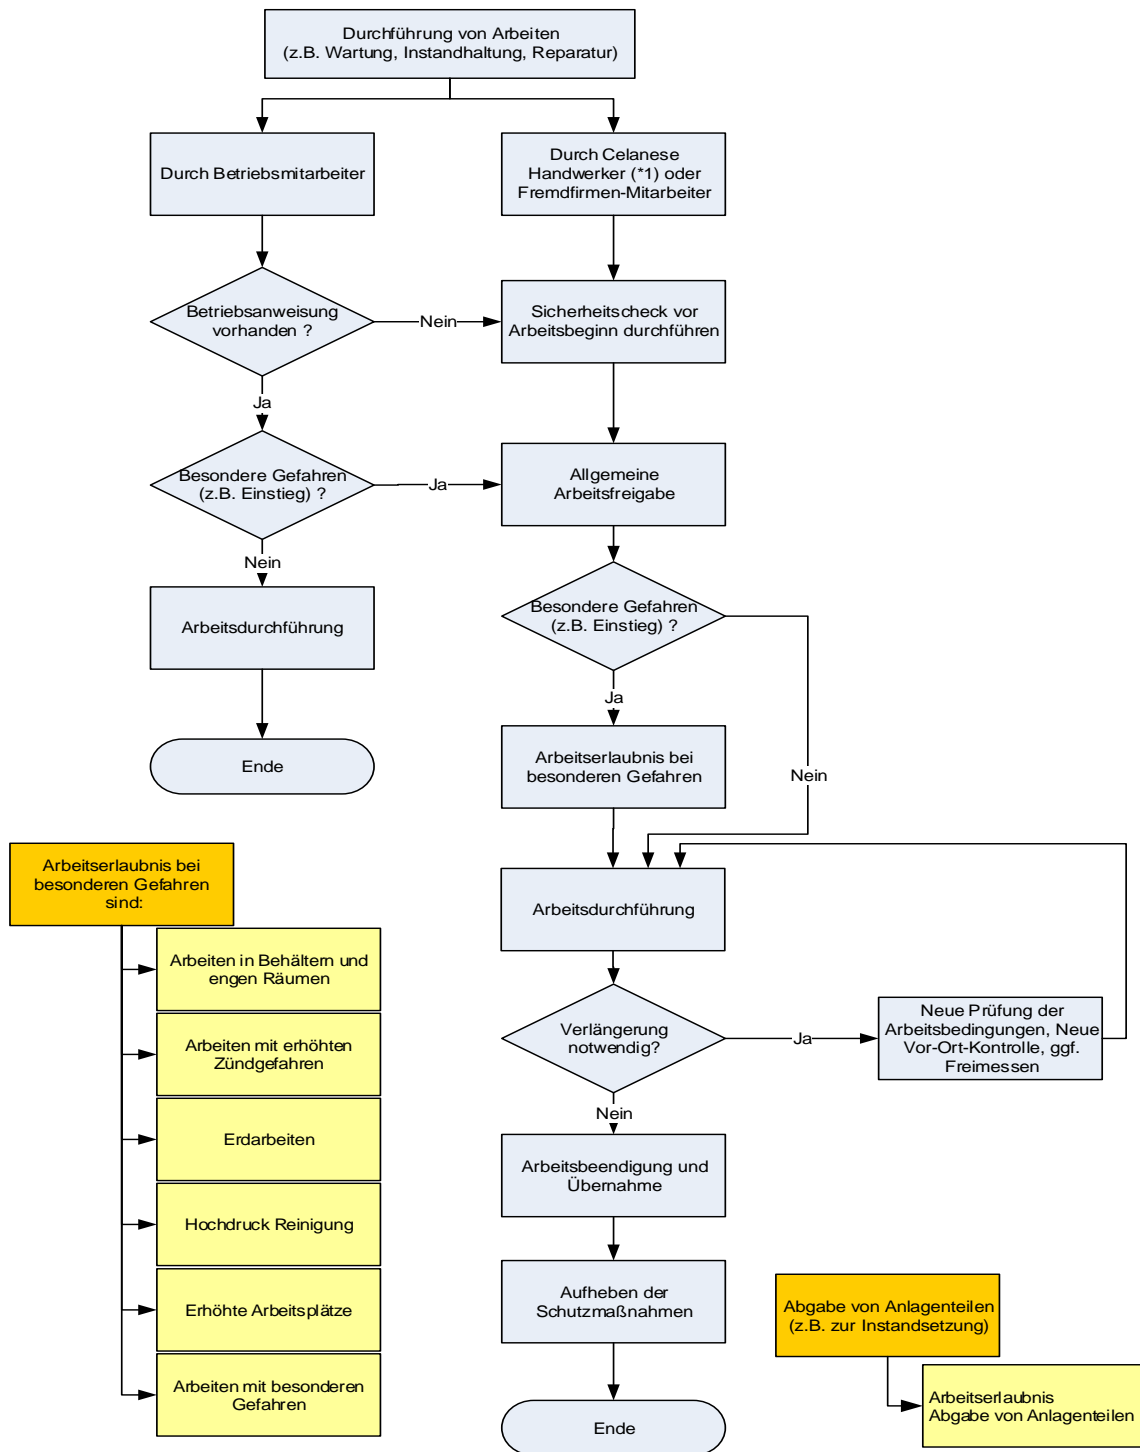 Durchführung von Arbeiten
(z.B. Wartung, Instandhaltung, Reparatur)
Durch Betriebsmitarbeiter
Durch Celanese
Handwerker (*1) oder
Fremdfirmen-Mitarbeiter
Betriebsanweisung
vorhanden ?
Nein
Sicherheitscheck vor
Arbeitsbeginn durchführen
Ja
Besondere Gefahren
(z.B. Einstieg) ?
Ja
Allgemeine
Arbeitsfreigabe
Nein
Arbeitsdurchführung
Besondere Gefahren
(z.B. Einstieg) ?
Ja
Ende
Arbeitserlaubnis bei
besonderen Gefahren
Nein
Arbeitserlaubnis bei
besonderen Gefahren
sind:
Arbeitsdurchführung
Arbeiten in Behältern und
engen Räumen
Arbeiten mit erhöhten
Zündgefahren
Erdarbeiten
Hochdruck Reinigung
Erhöhte Arbeitsplätze
Arbeiten mit besonderen
Gefahren
Verlängerung
notwendig?
Ja
Neue Prüfung der
Arbeitsbedingungen, Neue
Vor-Ort-Kontrolle, ggf.
Freimessen
Nein
Arbeitsbeendigung und
Übernahme
Aufheben der
Schutzmaßnahmen
Ende
Abgabe von Anlagenteilen
(z.B. zur Instandsetzung)
Arbeitserlaubnis
Abgabe von Anlagenteilen